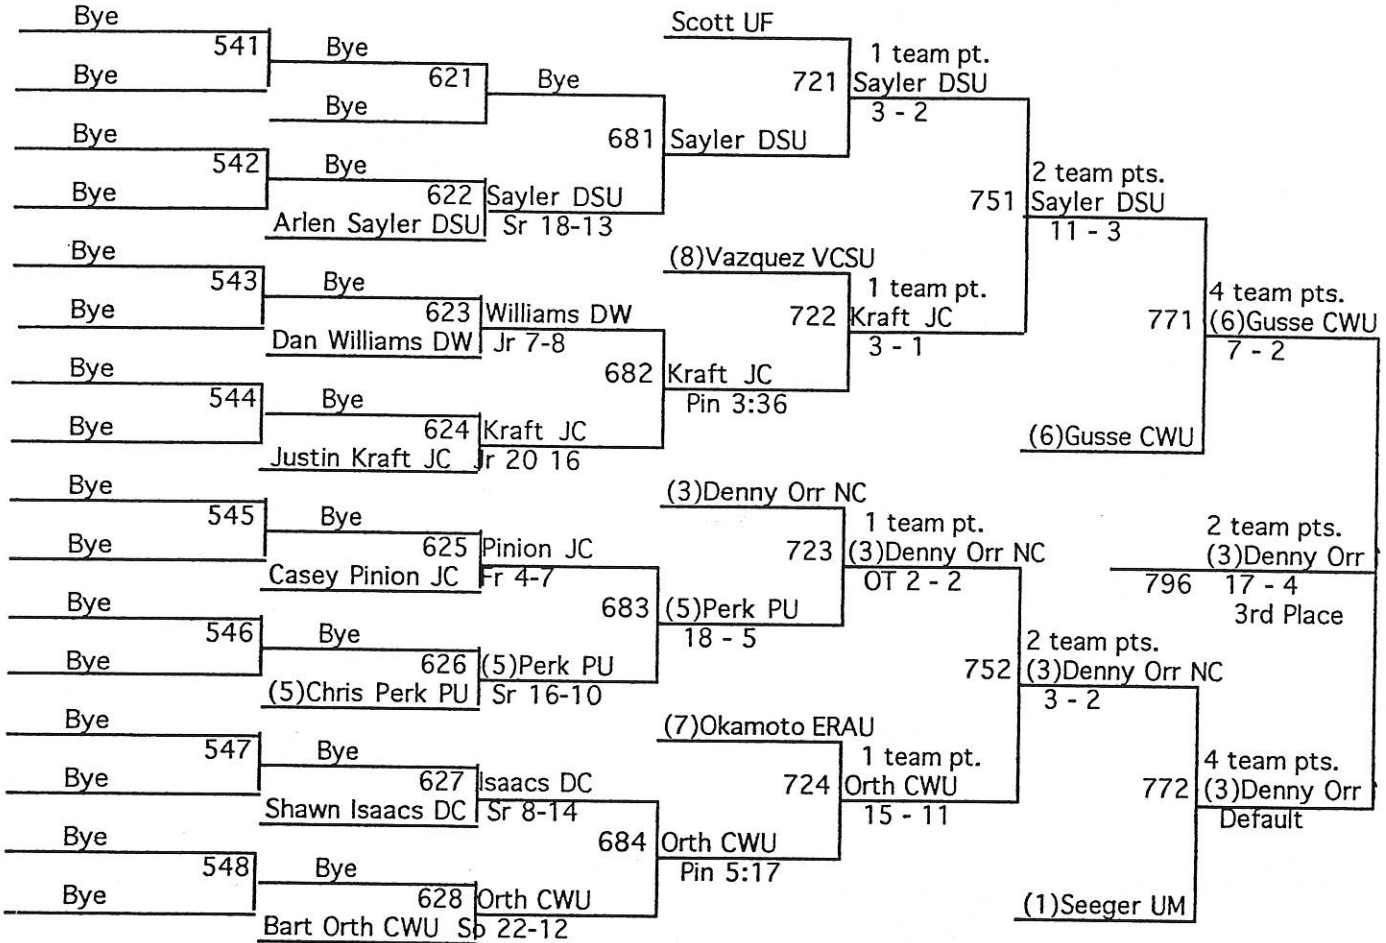 Bye
Scott UF
541
Bye
1 team pt.
Bye
621
Bye
721
Sayler DSU
Bye
3 - 2
Bye
681
Sayler DSU
542
Bye
2 team pts.
Bye
622
Sayler DSU
751
Sayler DSU
Arlen Sayler DSU
Sr 18-13
11 - 3
Bye
(8)Vazquez VCSU
543
Bye
1 team pt.
4 team pts.
Bye
623
Williams DW
722
Kraft JC
771
(6)Gusse CWU
Dan Williams DW
Jr 7-8
3 - 1
7 - 2
Bye
682
Kraft JC
544
Bye
Pin 3:36
Bye
624
Kraft JC
(6)Gusse CWU
Justin Kraft JC
Jr 20 16
Bye
(3)Denny Orr NC
545
Bye
1 team pt.
2 team pts.
Bye
625
Pinion JC
723
(3)Denny Orr NC
(3)Denny Orr
Casey Pinion JC
Fr 4-7
OT 2 - 2
796
17 - 4
Bye
683
(5)Perk PU
3rd Place
546
Bye
18 - 5
2 team pts.
Bye
626
(5)Perk PU
752
(3)Denny Orr NC
(5)Chris Perk PU
Sr 16-10
3 - 2
Bye
(7)Okamoto ERAU
547
Bye
1 team pt.
4 team pts.
Bye
627
Isaacs DC
724
Orth CWU
772
(3)Denny Orr
Shawn Isaacs DC
Sr 8-14
15 - 11
Default
Bye
684
Orth CWU
548
Bye
Pin 5:17
Bye
628
Orth CWU
(1)Seeger UM
Bart Orth CWU
So 22-12